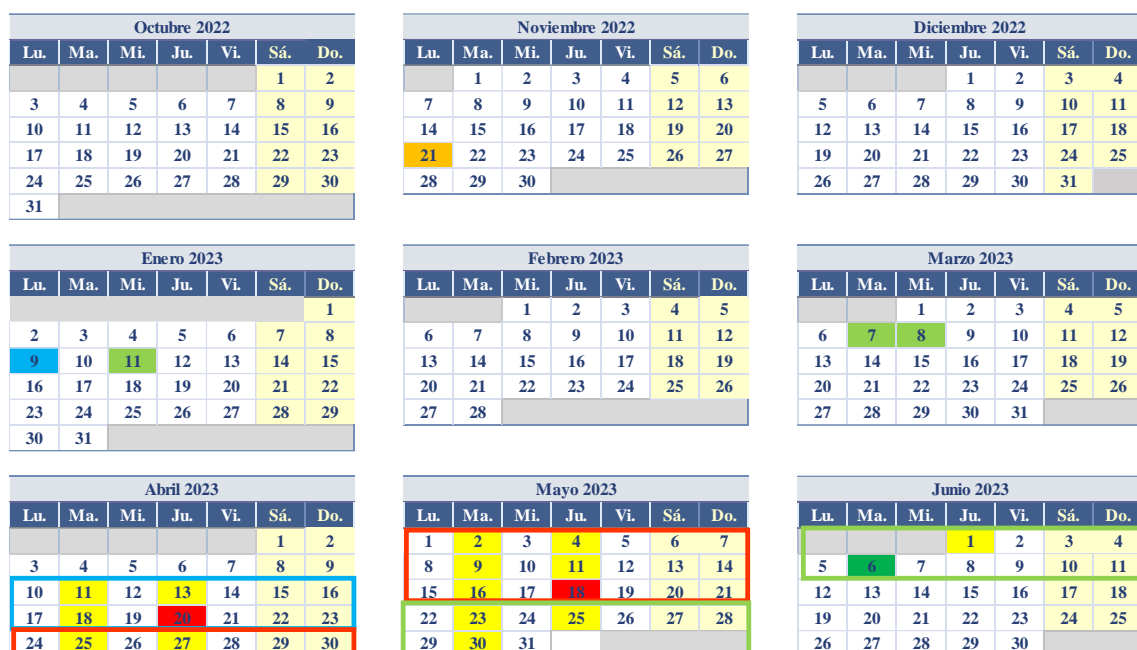 Octubre 2022
Lu. Ma. Mi. Ju. Vi. Sá. Do.
1 2
3 4 5 6 7 8 9
10 11 12 13 14 15 16
17 18 19 20 21 22 23
24 25 26 27 28 29 30
31
Noviembre 2022
Lu. Ma. Mi. Ju. Vi. Sá. Do.
1 2 3 4 5 6
7 8 9 10 11 12 13
14 15 16 17 18 19 20
21 22 23 24 25 26 27
28 29 30
Diciembre 2022
Lu. Ma. Mi. Ju. Vi. Sá. Do.
1 2 3 4
5 6 7 8 9 10 11
12 13 14 15 16 17 18
19 20 21 22 23 24 25
26 27 28 29 30 31
Enero 2023
Lu. Ma. Mi. Ju. Vi. Sá. Do.
1
2 3 4 5 6 7 8
9 10 11 12 13 14 15
16 17 18 19 20 21 22
23 24 25 26 27 28 29
30 31
Febrero 2023
Lu. Ma. Mi. Ju. Vi. Sá. Do.
1 2 3 4 5
6 7 8 9 10 11 12
13 14 15 16 17 18 19
20 21 22 23 24 25 26
27 28
Marzo 2023
Lu. Ma. Mi. Ju. Vi. Sá. Do.
1 2 3 4 5
6 7 8 9 10 11 12
13 14 15 16 17 18 19
20 21 22 23 24 25 26
27 28 29 30 31
Abril 2023
Lu. Ma. Mi. Ju. Vi. Sá. Do.
1 2
3 4 5 6 7 8 9
10 11 12 13 14 15 16
17 18 19 20 21 22 23
24 25 26 27 28 29 30
Mayo 2023
Lu. Ma. Mi. Ju. Vi. Sá. Do.
1 2 3 4 5 6 7
8 9 10 11 12 13 14
15 16 17 18 19 20 21
22 23 24 25 26 27 28
29 30 31
Junio 2023
Lu. Ma. Mi. Ju. Vi. Sá. Do.
1 2 3 4
5 6 7 8 9 10 11
12 13 14 15 16 17 18
19 20 21 22 23 24 25
26 27 28 29 30